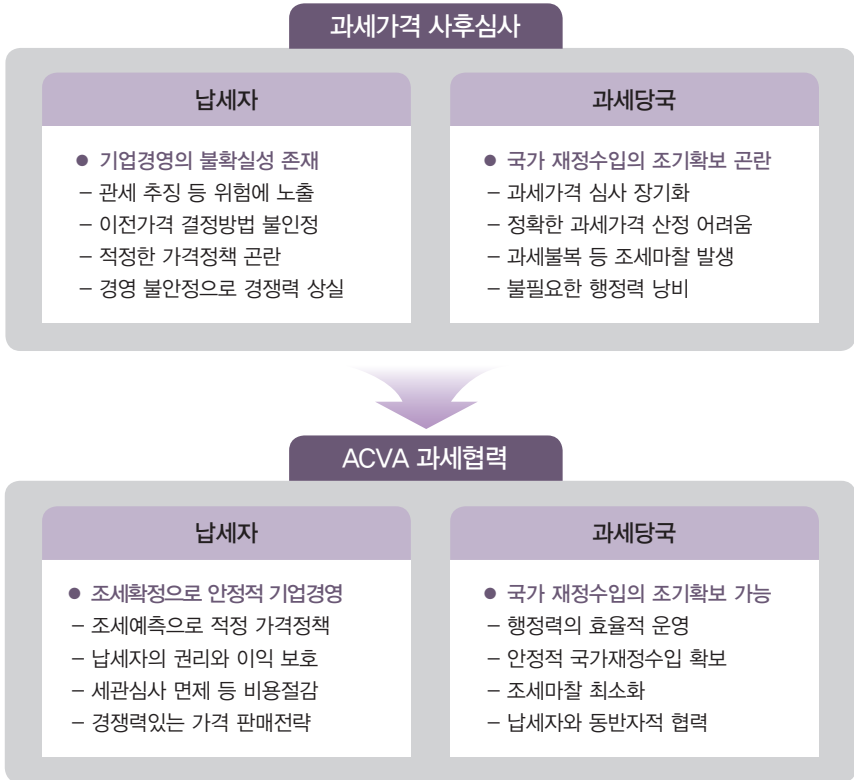 과세가격 사후심사
납세자
● 기업경영의 불확실성 존재
– 관세 추징 등 위험에 노출
– 이전가격 결정방법 불인정
– 적정한 가격정책 곤란
– 경영 불안정으로 경쟁력 상실
과세당국
● 국가 재정수입의 조기확보 곤란
– 과세가격 심사 장기화
– 정확한 과세가격 산정 어려움
– 과세불복 등 조세마찰 발생
– 불필요한 행정력 낭비
ACVA 과세협력
납세자
● 조세확정으로 안정적 기업경영
– 조세예측으로 적정 가격정책
– 납세자의 권리와 이익 보호
– 세관심사 면제 등 비용절감
– 경쟁력있는 가격 판매전략
과세당국
● 국가 재정수입의 조기확보 가능
– 행정력의 효율적 운영
– 안정적 국가재정수입 확보
– 조세마찰 최소화
– 납세자와 동반자적 협력